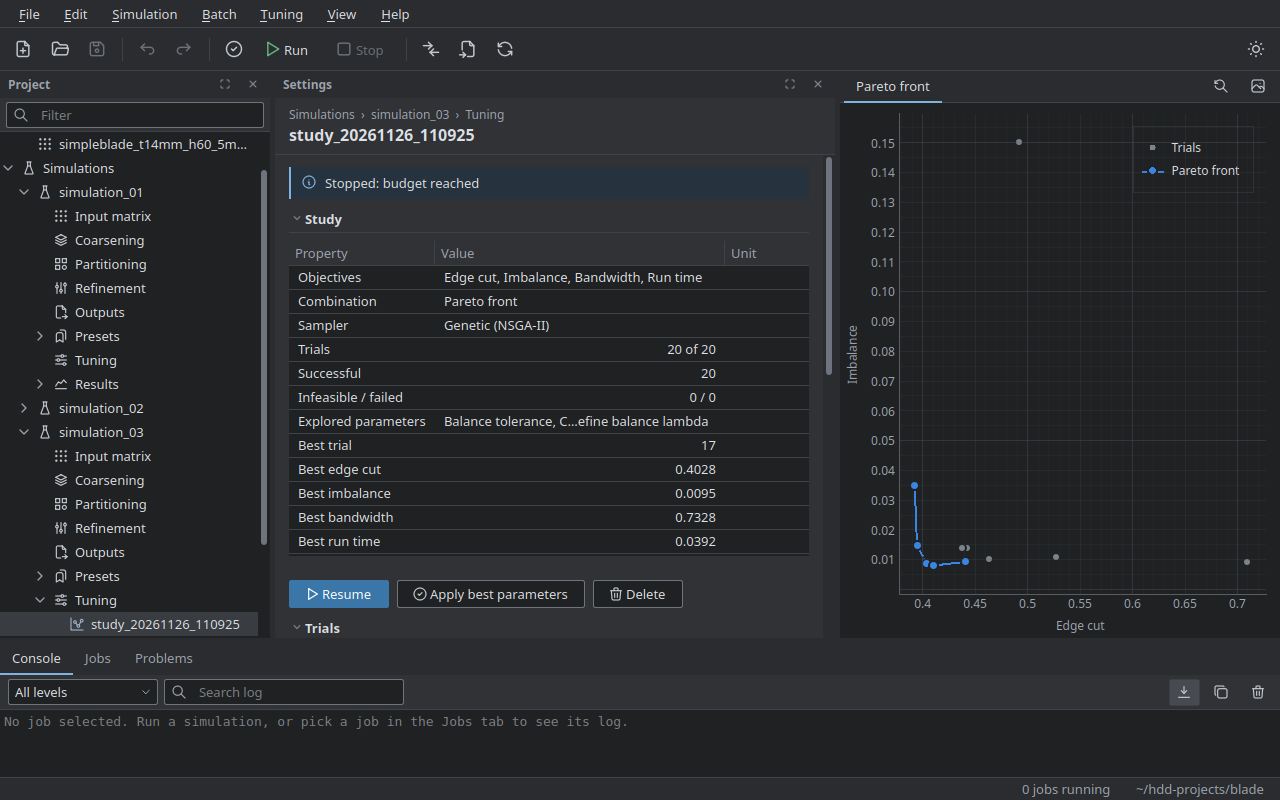 File Edit Simulation Batch Tuning View Help
Run Stop
Project
Filter
simpleblade_t14mm_h60_5m...
Simulations
simulation_01
Input matrix
Coarsening
Partitioning
Refinement
Outputs
Presets
Tuning
Results
simulation_02
simulation_03
Input matrix
Coarsening
Partitioning
Refinement
Outputs
Presets
Tuning
study_20261126_110925
Settings
Simulations › simulation_03 › Tuning
study_20261126_110925
Stopped: budget reached
Study
Property Value Unit
Objectives Edge cut, Imbalance, Bandwidth, Run time
Combination Pareto front
Sampler Genetic (NSGA-II)
Trials 20 of 20
Successful 20
Infeasible / failed 0 / 0
Explored parameters Balance tolerance, C...efine balance lambda
Best trial 17
Best edge cut 0.4028
Best imbalance 0.0095
Best bandwidth 0.7328
Best run time 0.0392
Resume Apply best parameters Delete
Trials
Pareto front
Trials
Pareto front
0.15
0.14
0.13
0.12
0.11
0.10
0.09
0.08
0.07
0.06
0.05
0.04
0.03
0.02
0.01
Imbalance
0.4 0.45 0.5 0.55 0.6 0.65 0.7
Edge cut
Console Jobs Problems
All levels Search log
No job selected. Run a simulation, or pick a job in the Jobs tab to see its log.
0 jobs running ~/hdd-projects/blade